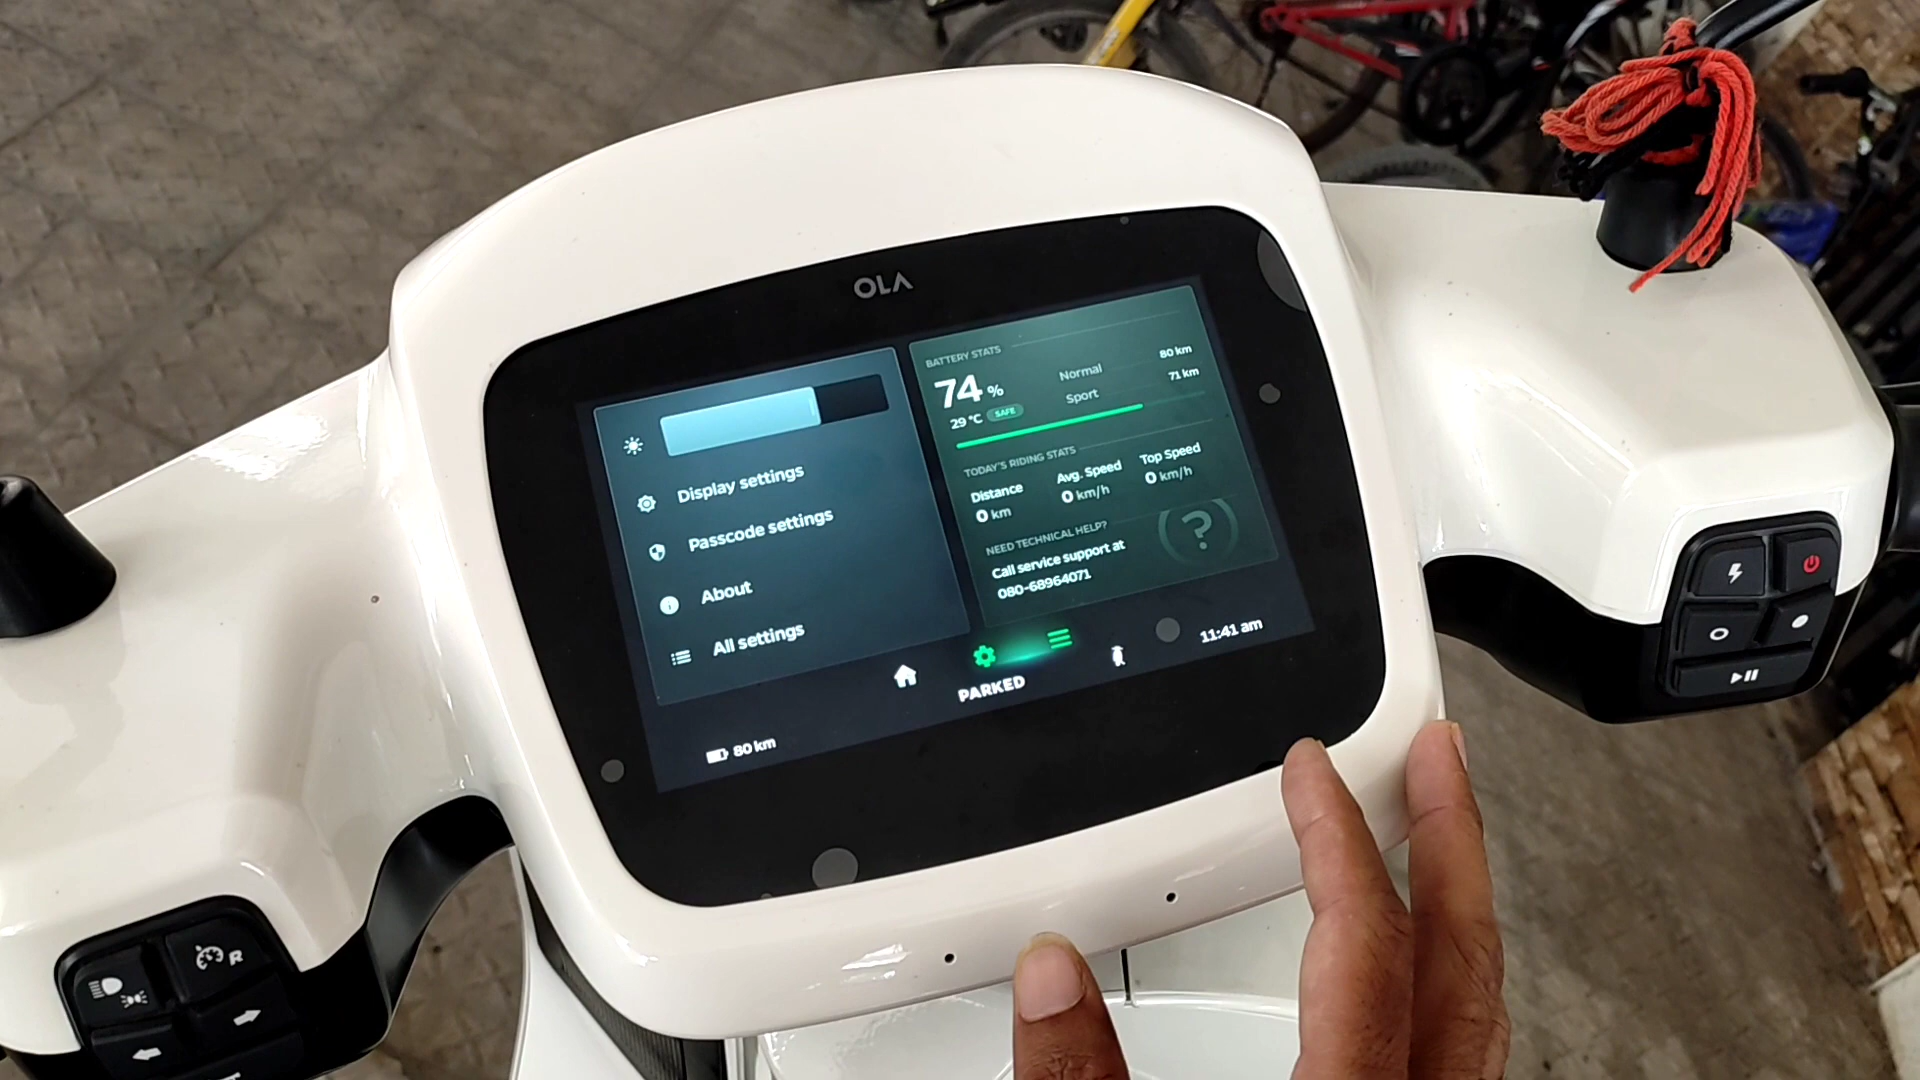 OLA
Display settings
Passcode settings
About
All settings
BATTERY STATS
74 %
29 °C SAFE
Normal 80 km
Sport 71 km
TODAY'S RIDING STATS
Distance
0 km
Avg. Speed
0 km/h
Top Speed
0 km/h
NEED TECHNICAL HELP?
Call service support at
080-68964071
?
PARKED
11:41 am
80 km
R